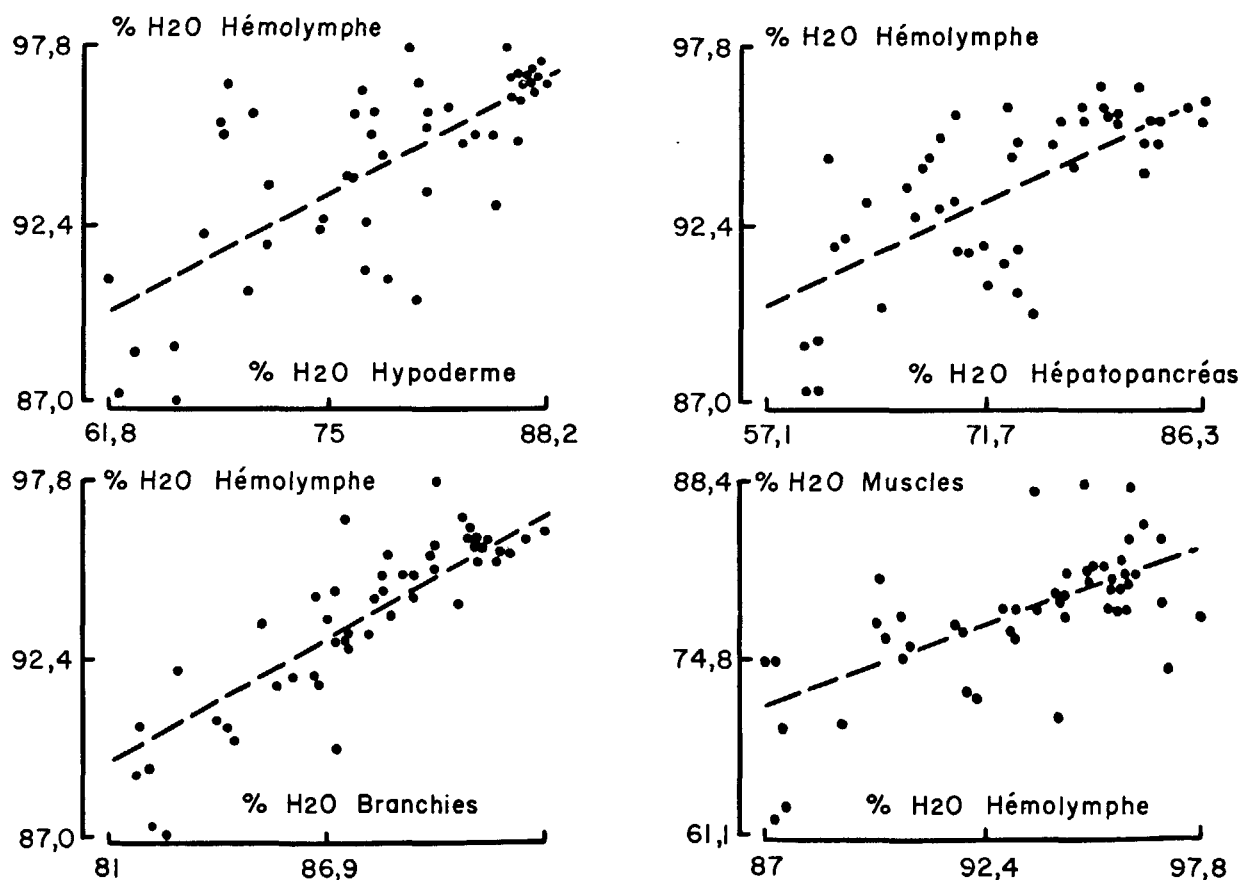 % H2O Hémolymphe
97,8
92,4
87,0
% H2O Hypoderme
61,8 75 88,2
% H2O Hémolymphe
97,8
92,4
87,0
% H2O Hépatopancréas
57,1 71,7 86,3
% H2O Hémolymphe
97,8
92,4
87,0
% H2O Branchies
81 86,9
% H2O Muscles
88,4
74,8
61,1
% H2O Hémolymphe
87 92,4 97,8